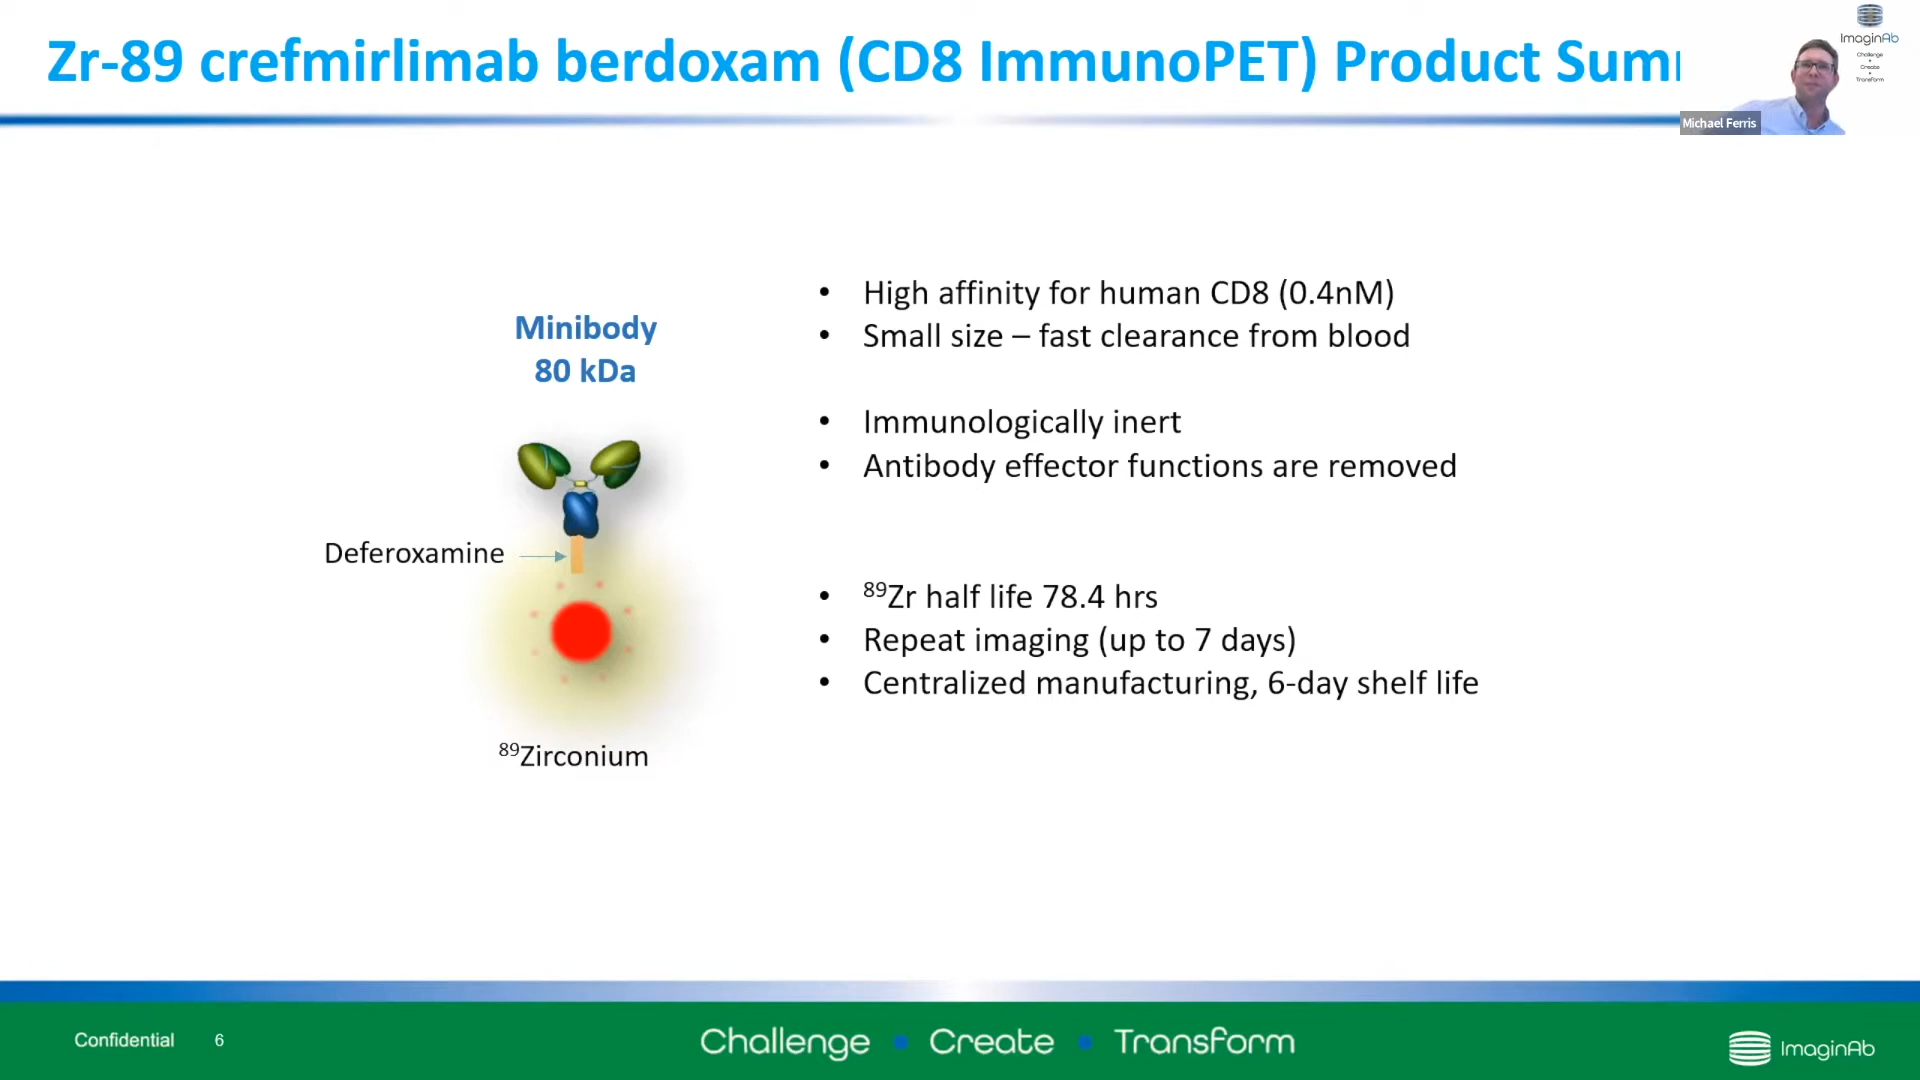 Zr-89 crefmirlimab berdoxam (CD8 ImmunoPET) Product Sum
ImaginAb
Challenge
Create
Transform
Michael Ferris
Minibody
80 kDa
Deferoxamine
⁸⁹Zirconium
• High affinity for human CD8 (0.4nM)
• Small size – fast clearance from blood
• Immunologically inert
• Antibody effector functions are removed
• ⁸⁹Zr half life 78.4 hrs
• Repeat imaging (up to 7 days)
• Centralized manufacturing, 6-day shelf life
Confidential 6
Challenge • Create • Transform
ImaginAb